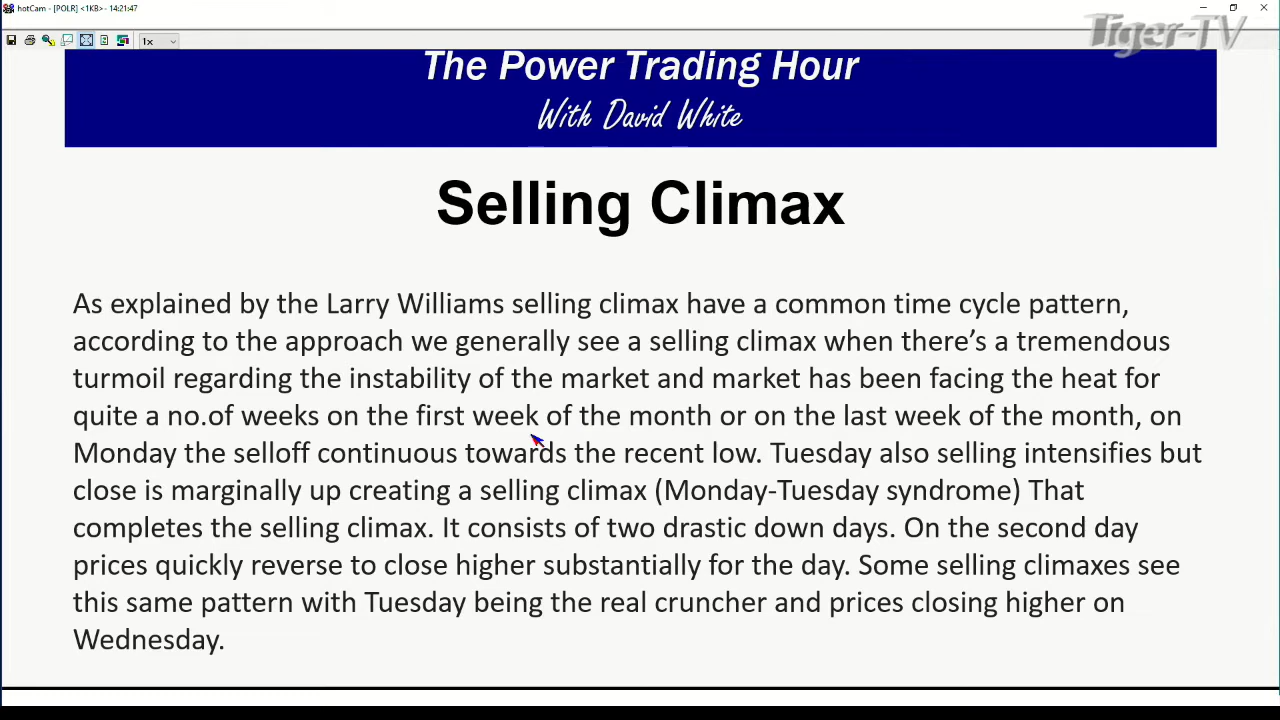 hotCam - [POLR] <1KB> - 14:21:47
Tiger-TV
1x
The Power Trading Hour
With David White
Selling Climax
As explained by the Larry Williams selling climax have a common time cycle pattern,
according to the approach we generally see a selling climax when there’s a tremendous
turmoil regarding the instability of the market and market has been facing the heat for
quite a no.of weeks on the first week of the month or on the last week of the month, on
Monday the selloff continuous towards the recent low. Tuesday also selling intensifies but
close is marginally up creating a selling climax (Monday-Tuesday syndrome) That
completes the selling climax. It consists of two drastic down days. On the second day
prices quickly reverse to close higher substantially for the day. Some selling climaxes see
this same pattern with Tuesday being the real cruncher and prices closing higher on
Wednesday.